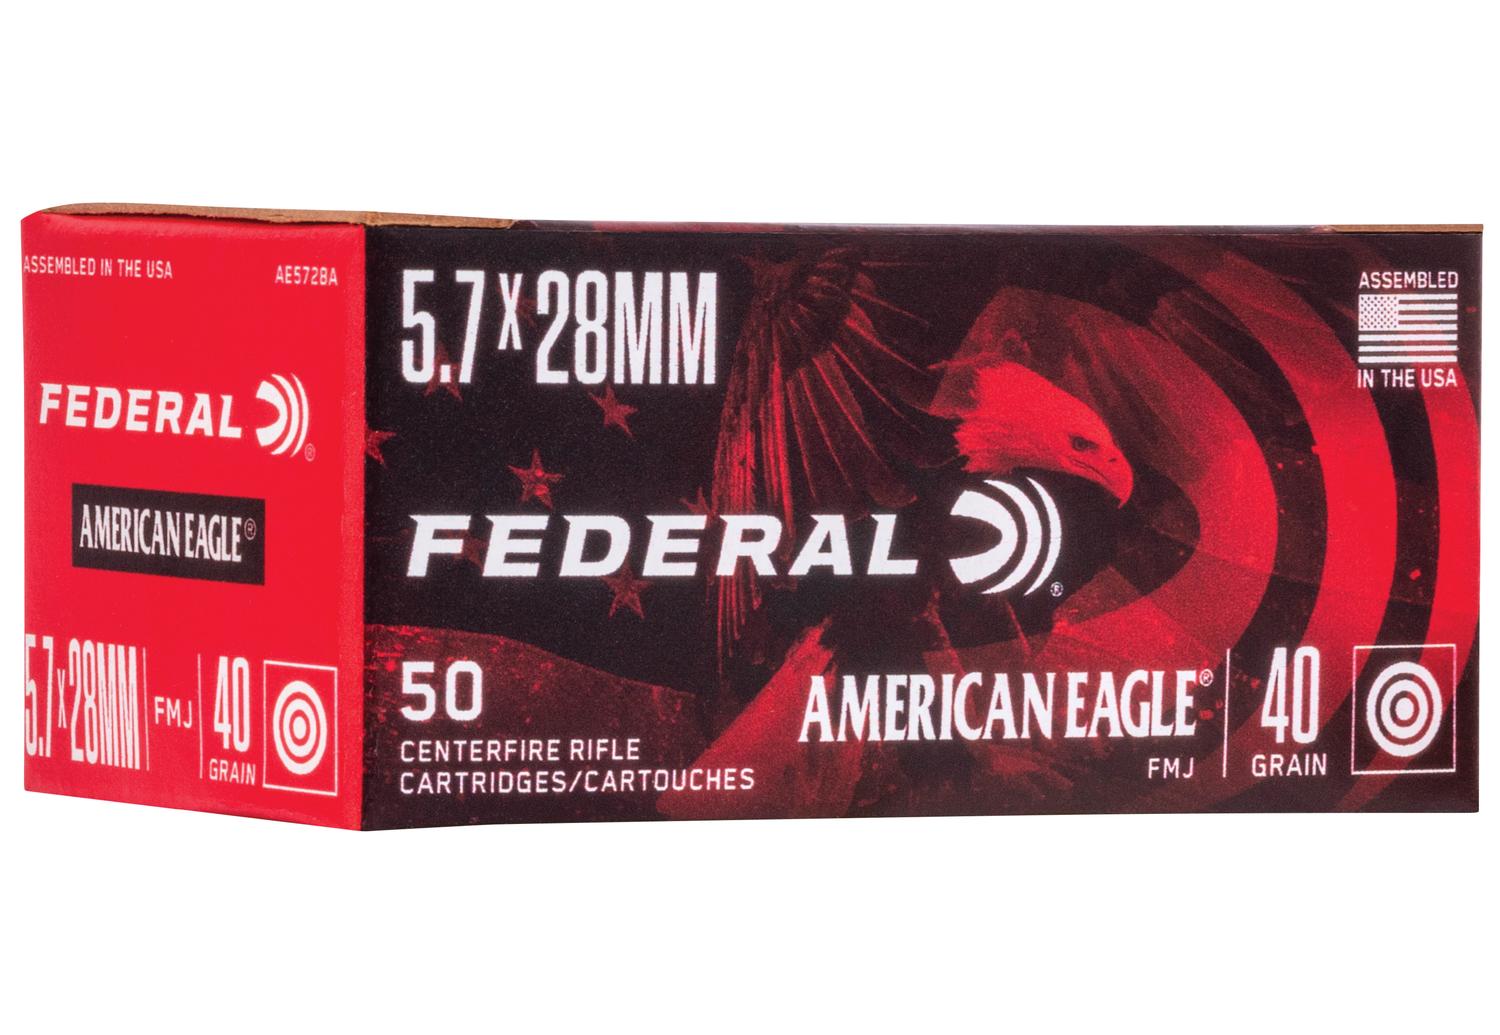 ASSEMBLED IN THE USA
AE5728A
FEDERAL®
AMERICAN EAGLE®
5.7x28MM
FMJ
40
GRAIN
5.7x28MM
ASSEMBLED
IN THE USA
FEDERAL®
50
CENTERFIRE RIFLE
CARTRIDGES/CARTOUCHES
AMERICAN EAGLE®
FMJ
40
GRAIN